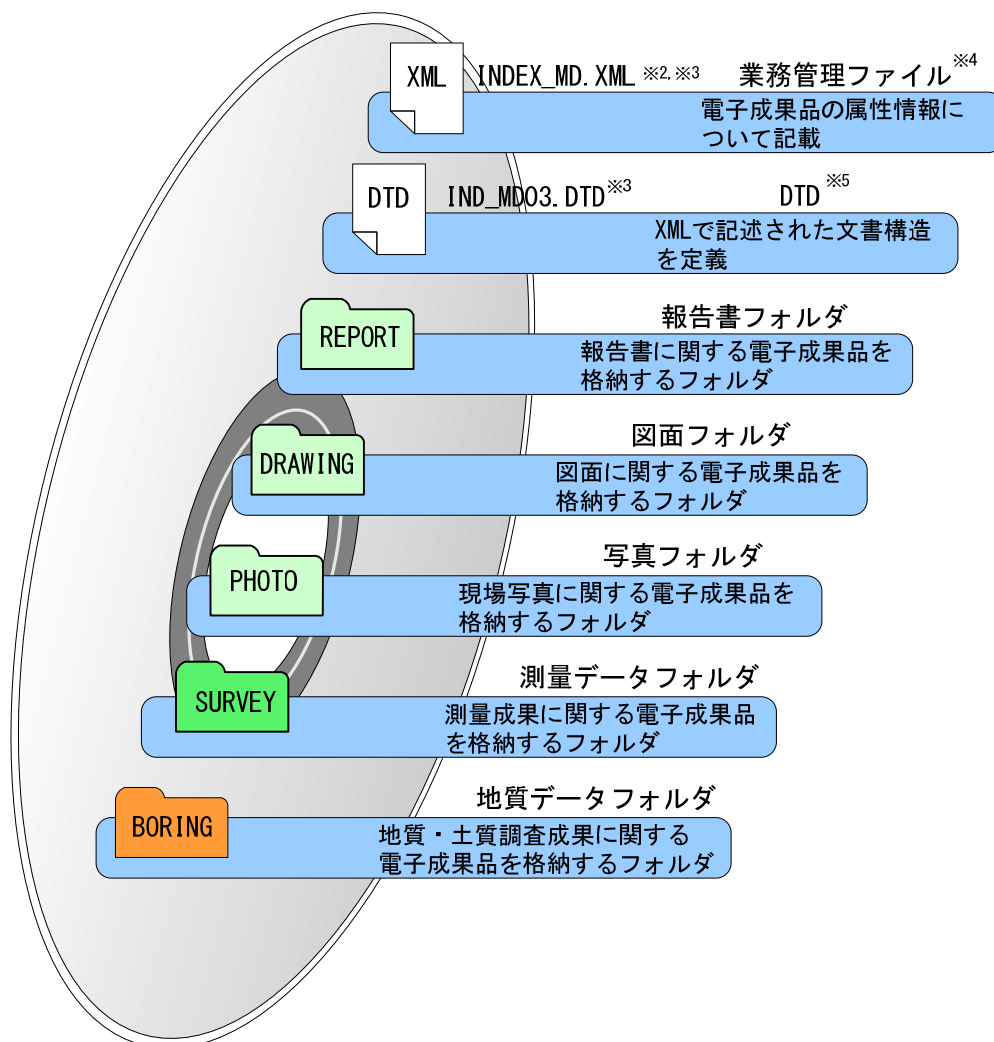 XML INDEX_MD.XML ※2,※3 業務管理ファイル※4
電子成果品の属性情報に
ついて記載
DTD IND_MD03.DTD※3 DTD※5
XMLで記述された文書構造
を定義
REPORT 報告書フォルダ
報告書に関する電子成果品を
格納するフォルダ
DRAWING 図面フォルダ
図面に関する電子成果品を
格納するフォルダ
PHOTO 写真フォルダ
現場写真に関する電子成果品を
格納するフォルダ
SURVEY 測量データフォルダ
測量成果に関する電子成果品
を格納するフォルダ
BORING 地質データフォルダ
地質・土質調査成果に関する
電子成果品を格納するフォルダ